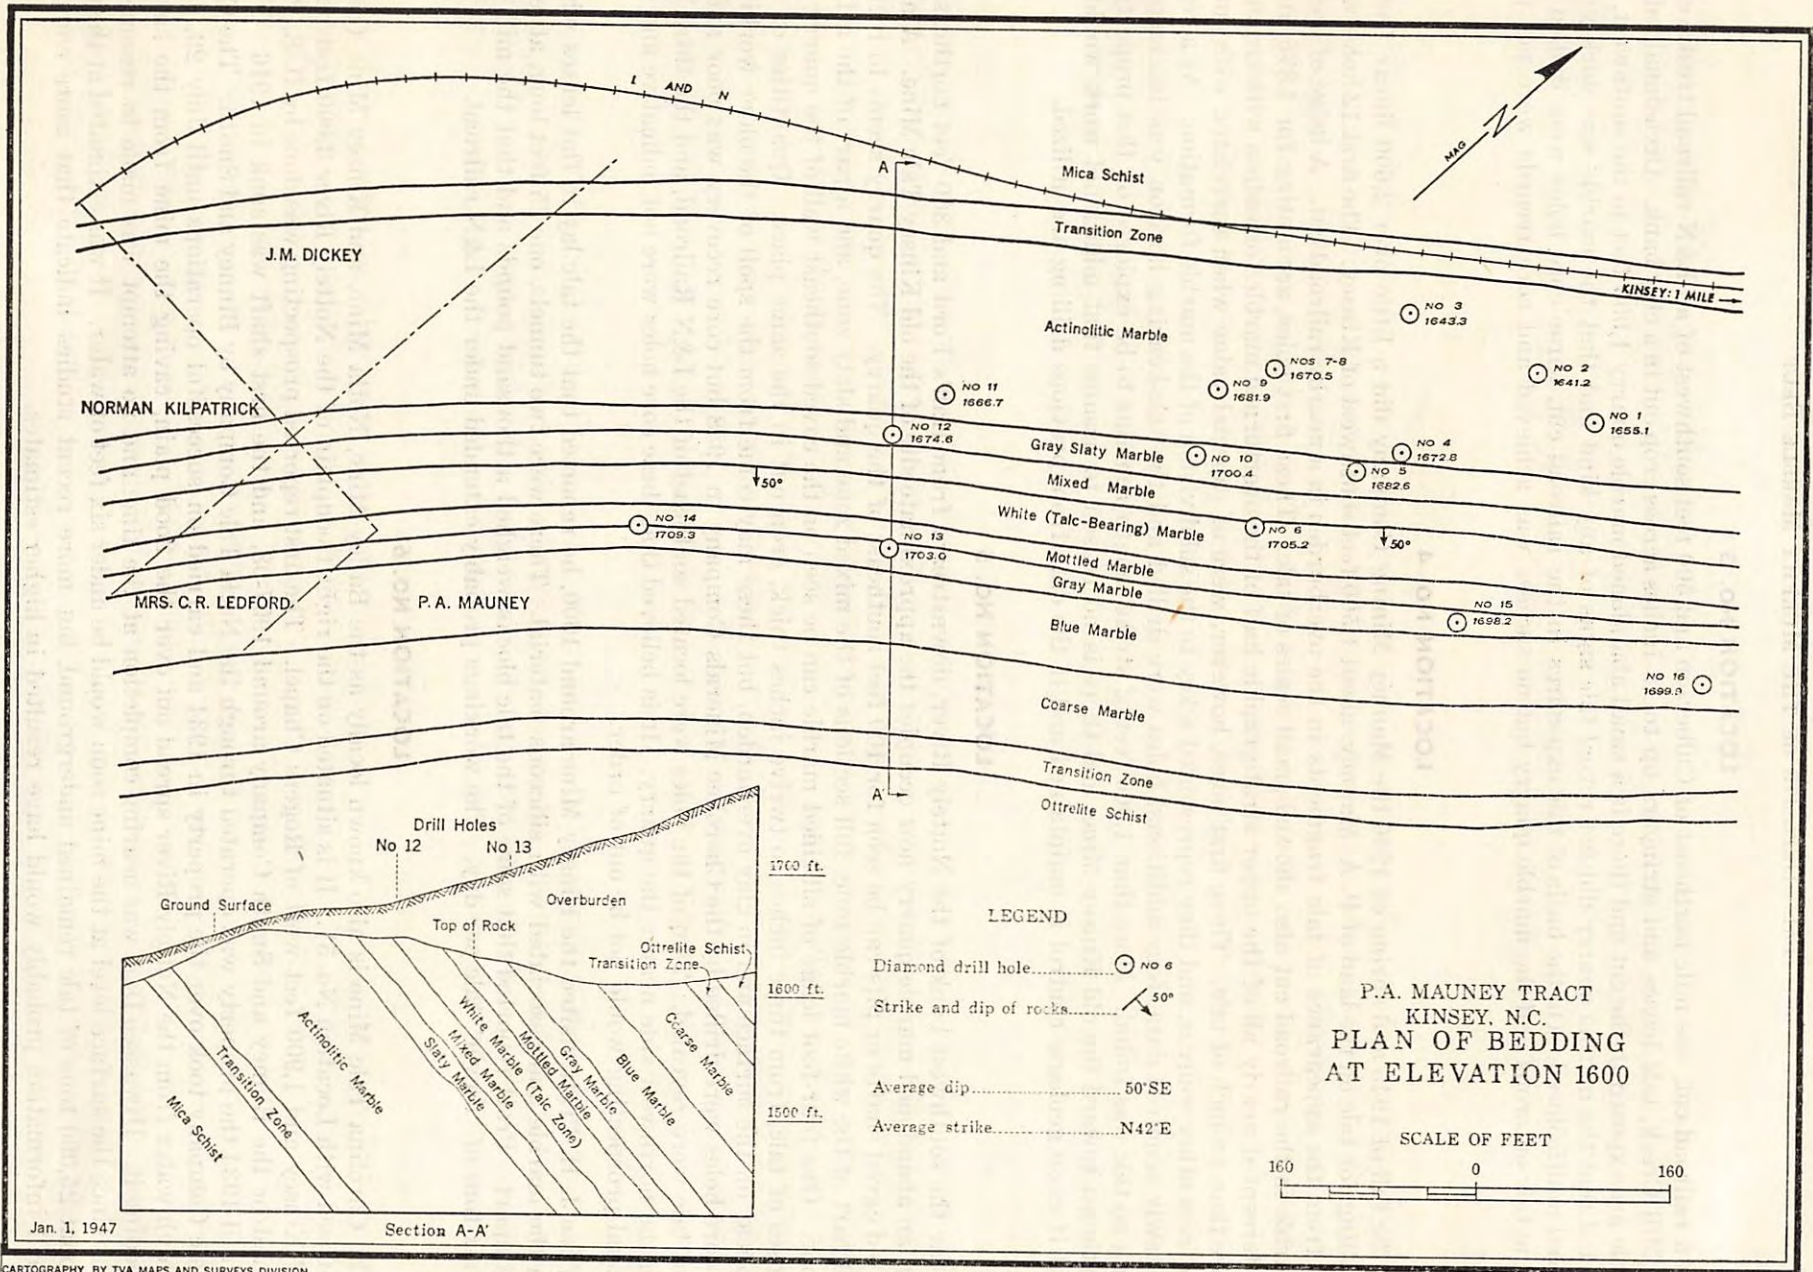 L AND N
MAG
N
A
Mica Schist
Transition Zone
KINSEY: 1 MILE
J.M. DICKEY
Actinolitic Marble
NO 3
1643.3
NOS 7-8
1670.5
NO 2
1641.2
NO 9
1681.9
NO 11
1666.7
NO 1
1655.1
NORMAN KILPATRICK
NO 12
1674.6
Gray Slaty Marble
NO 10
1700.4
NO 4
1672.8
NO 5
1682.6
50°
Mixed Marble
White (Talc-Bearing) Marble
NO 14
1709.3
NO 6
1705.2
50°
NO 13
1703.0
Mottled Marble
Gray Marble
MRS. C.R. LEDFORD
P.A. MAUNEY
Blue Marble
NO 15
1698.2
NO 16
1699.9
Coarse Marble
Transition Zone
A'
Ottrelite Schist
Drill Holes
No 12
No 13
1700 ft.
Ground Surface
Overburden
Top of Rock
Ottrelite Schist
Transition Zone
1600 ft.
1500 ft.
Mica Schist
Transition Zone
Actinolitic Marble
Slaty Marble
Mixed Marble
White Marble (Talc Zone)
Mottled Marble
Gray Marble
Blue Marble
Coarse Marble
Section A-A'
Jan. 1, 1947
LEGEND
Diamond drill hole............ NO 6
Strike and dip of rocks........ 50°
Average dip.................... 50°SE
Average strike.................N42°E
P.A. MAUNEY TRACT
KINSEY, N.C.
PLAN OF BEDDING
AT ELEVATION 1600
SCALE OF FEET
160 0 160
CARTOGRAPHY BY TVA MAPS AND SURVEYS DIVISION